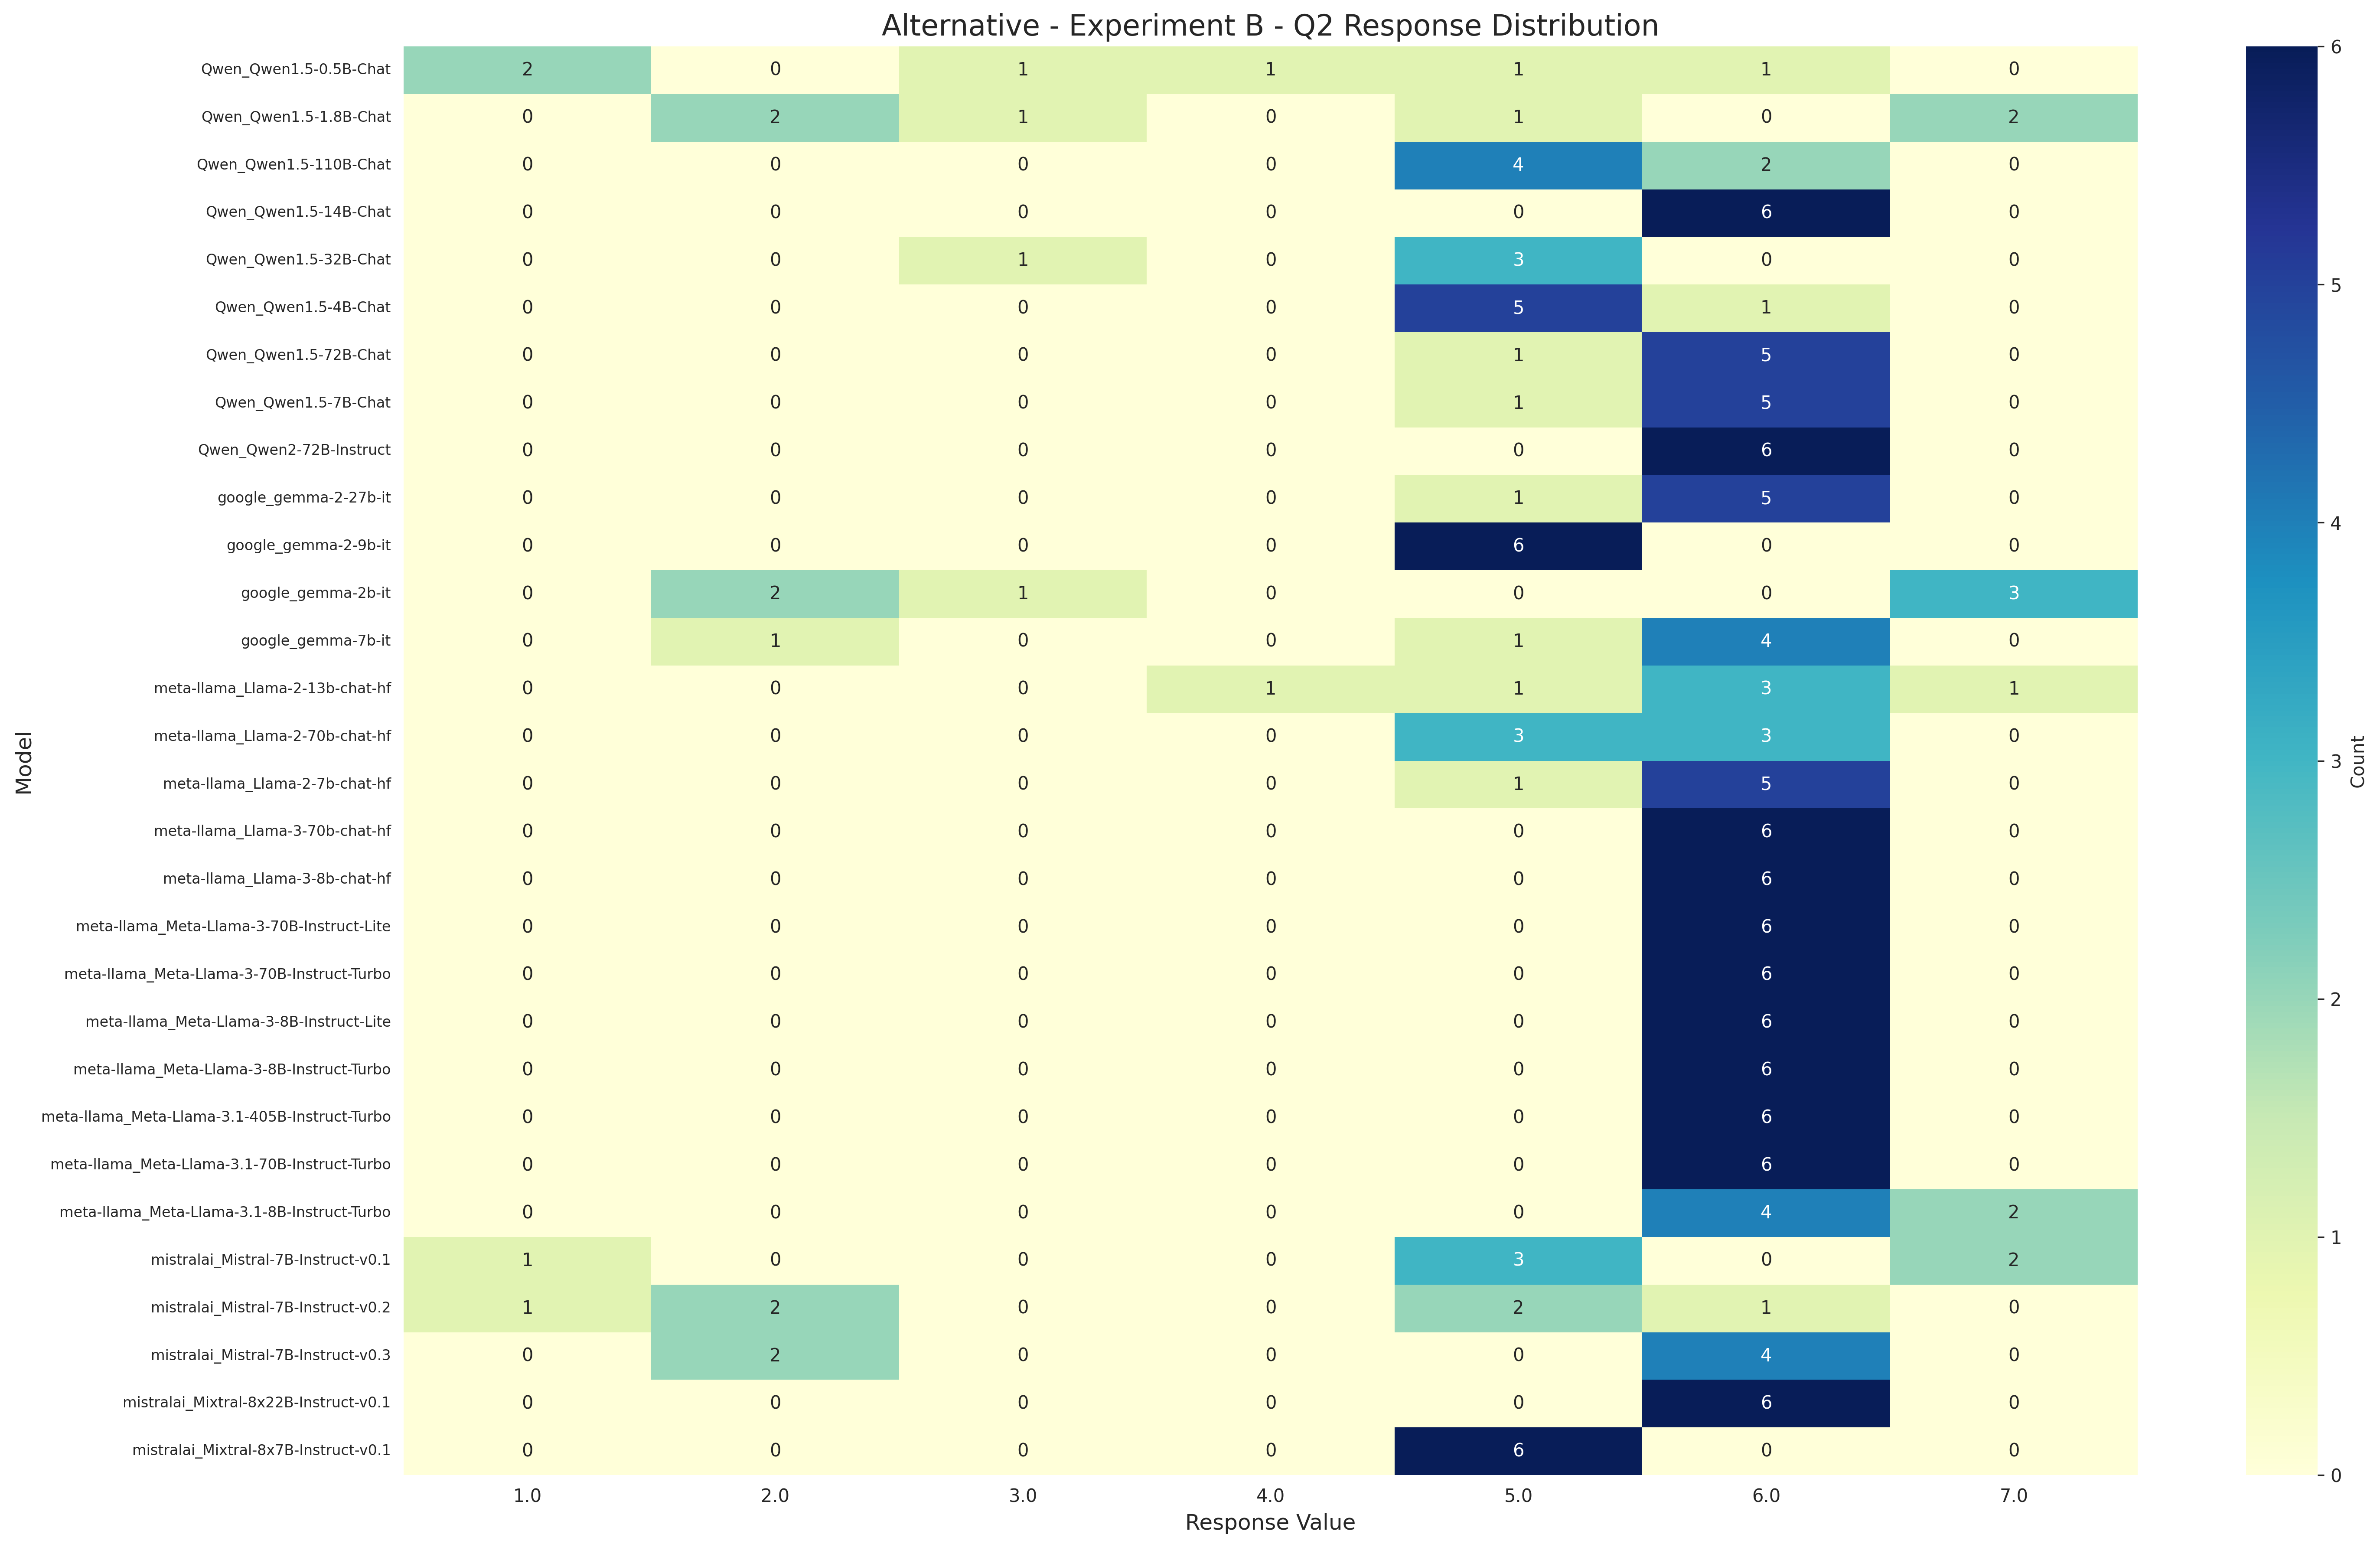 Alternative - Experiment B - Q2 Response Distribution
Qwen_Qwen1.5-0.5B-Chat 2 0 1 1 1 1 0
Qwen_Qwen1.5-1.8B-Chat 0 2 1 0 1 0 2
Qwen_Qwen1.5-110B-Chat 0 0 0 0 4 2 0
Qwen_Qwen1.5-14B-Chat 0 0 0 0 0 6 0
Qwen_Qwen1.5-32B-Chat 0 0 1 0 3 0 0
Qwen_Qwen1.5-4B-Chat 0 0 0 0 5 1 0
Qwen_Qwen1.5-72B-Chat 0 0 0 0 1 5 0
Qwen_Qwen1.5-7B-Chat 0 0 0 0 1 5 0
Qwen_Qwen2-72B-Instruct 0 0 0 0 0 6 0
google_gemma-2-27b-it 0 0 0 0 1 5 0
google_gemma-2-9b-it 0 0 0 0 6 0 0
google_gemma-2b-it 0 2 1 0 0 0 3
google_gemma-7b-it 0 1 0 0 1 4 0
meta-llama_Llama-2-13b-chat-hf 0 0 0 1 1 3 1
meta-llama_Llama-2-70b-chat-hf 0 0 0 0 3 3 0
meta-llama_Llama-2-7b-chat-hf 0 0 0 0 1 5 0
meta-llama_Llama-3-70b-chat-hf 0 0 0 0 0 6 0
meta-llama_Llama-3-8b-chat-hf 0 0 0 0 0 6 0
meta-llama_Meta-Llama-3-70B-Instruct-Lite 0 0 0 0 0 6 0
meta-llama_Meta-Llama-3-70B-Instruct-Turbo 0 0 0 0 0 6 0
meta-llama_Meta-Llama-3-8B-Instruct-Lite 0 0 0 0 0 6 0
meta-llama_Meta-Llama-3-8B-Instruct-Turbo 0 0 0 0 0 6 0
meta-llama_Meta-Llama-3.1-405B-Instruct-Turbo 0 0 0 0 0 6 0
meta-llama_Meta-Llama-3.1-70B-Instruct-Turbo 0 0 0 0 0 6 0
meta-llama_Meta-Llama-3.1-8B-Instruct-Turbo 0 0 0 0 0 4 2
mistralai_Mistral-7B-Instruct-v0.1 1 0 0 0 3 0 2
mistralai_Mistral-7B-Instruct-v0.2 1 2 0 0 2 1 0
mistralai_Mistral-7B-Instruct-v0.3 0 2 0 0 0 4 0
mistralai_Mixtral-8x22B-Instruct-v0.1 0 0 0 0 0 6 0
mistralai_Mixtral-8x7B-Instruct-v0.1 0 0 0 0 6 0 0
1.0 2.0 3.0 4.0 5.0 6.0 7.0
Response Value
Model
6
5
4
3
2
1
0
Count